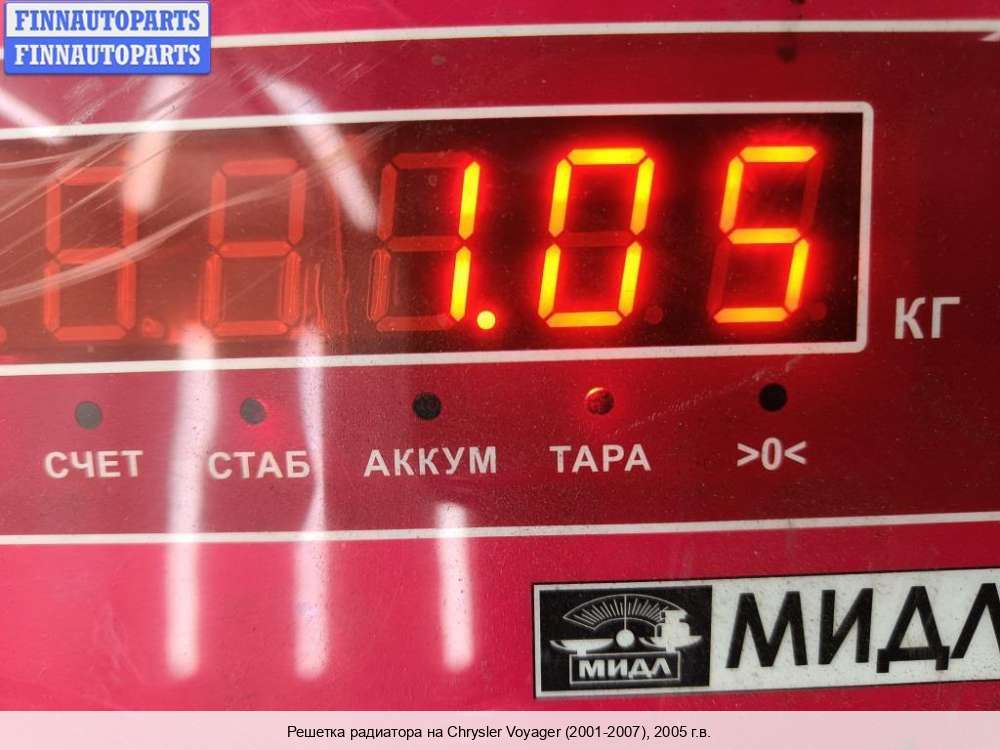 FINNAUTOPARTS
FINNAUTOPARTS
1.05
КГ
СЧЕТ СТАБ АККУМ ТАРА >0<
МИДЛ МИДЛ
Решетка радиатора на Chrysler Voyager (2001-2007), 2005 г.в.